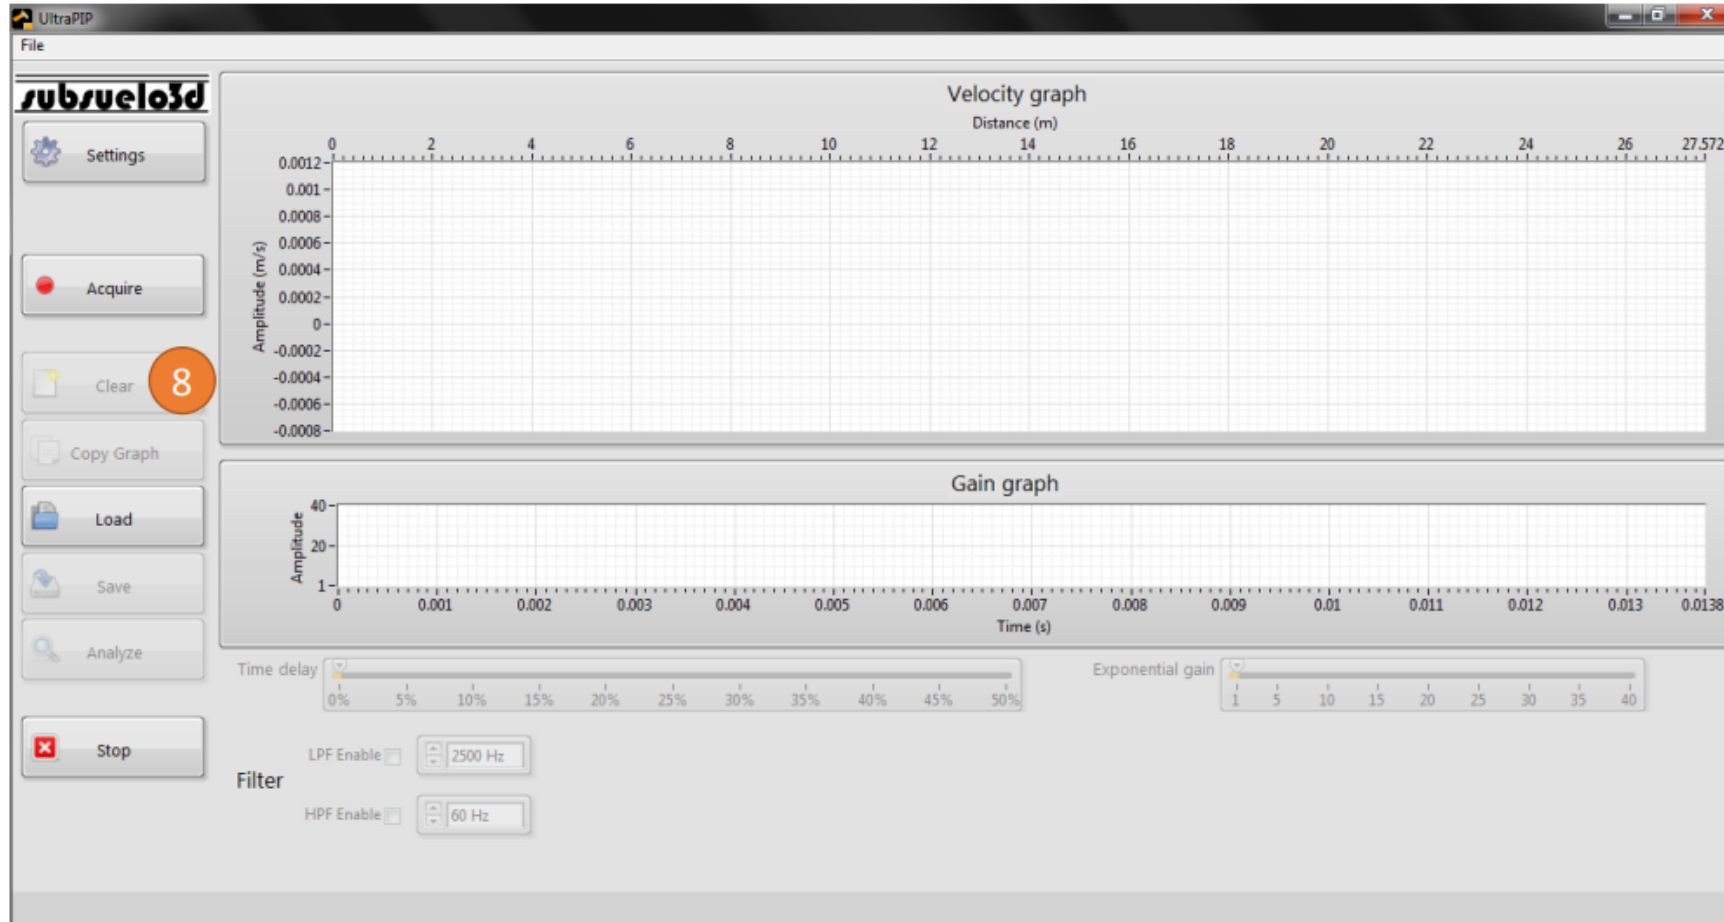 UltraPIP
File
subsuelo3d
Settings
Acquire
Clear
8
Copy Graph
Load
Save
Analyze
Stop
Velocity graph
Distance (m)
0 2 4 6 8 10 12 14 16 18 20 22 24 26 27.572
Amplitude (m/s)
0.0012
0.001
0.0008
0.0006
0.0004
0.0002
0
-0.0002
-0.0004
-0.0006
-0.0008
Gain graph
Amplitude
40
20
1
0 0.001 0.002 0.003 0.004 0.005 0.006 0.007 0.008 0.009 0.01 0.011 0.012 0.013 0.0138
Time (s)
Time delay
0% 5% 10% 15% 20% 25% 30% 35% 40% 45% 50%
Exponential gain
1 5 10 15 20 25 30 35 40
Filter
LPF Enable 2500 Hz
HPF Enable 60 Hz